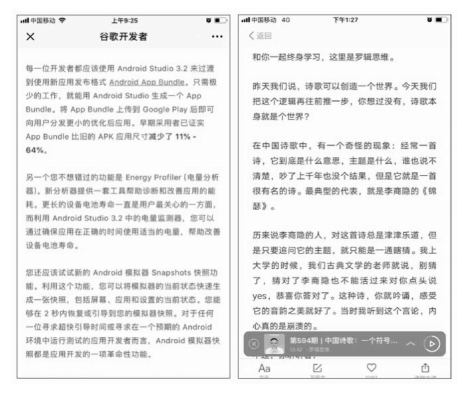 中国移动
上午9:25
谷歌开发者
每一位开发者都应该使用 Android Studio 3.2 来过渡
到使用新应用发布格式 Android App Bundle。只需极
少的工作，就能用 Android Studio 生成一个 App
Bundle。将 App Bundle 上传到 Google Play 后即可
向用户分发更小的优化后应用。早期采用者已证实
App Bundle 比旧的 APK 应用尺寸减少了 11% -
64%。
另一个您不想错过的功能是 Energy Profiler (电量分析
器)。新分析器提供一套工具帮助诊断和改善应用的能
耗。更长的设备电池寿命一直是用户最关心的一方面，
而利用 Android Studio 3.2 中的电量监测器，您可以
通过确保应用在正确的时间使用适当的电量，帮助改善
设备电池寿命。
您还应该试试新的 Android 模拟器 Snapshots 快照功
能。利用这个功能，您可以将模拟器的当前状态快速生
成一张快照，包括屏幕、应用和设置的当前状态。您能
够在 2 秒内恢复或引导到您的模拟器快照。对于任何
一位寻求超快引导时间或寻求在一个预期的 Android
环境中运行测试的应用开发者而言，Android 模拟器快
照都是应用开发的一项革命性功能。
中国移动 4G
下午1:27
返回
和你一起终身学习，这里是罗辑思维。
昨天我们说，诗歌可以创造一个世界。今天我们
把这个逻辑再往前推一步，你想过没有，诗歌本
身就是个世界？
在中国诗歌中，有一个奇怪的现象：经常一首
诗，它到底是什么意思，主题是什么，谁也说不
清楚，吵了上千年也没个结果，但是它就是一首
很有名的诗。最典型的代表，就是李商隐的《锦
瑟》。
历来说李商隐的人，对这首诗总是津津乐道，但
是只要追问它的主题，就只能是一通瞎猜。我上
大学的时候，我们古典文学的老师就说，别猜
了，猜对了李商隐也不能活过来对你点头说
yes，恭喜你答对了。这种诗，你就吟诵，感受
它的音韵之美就好了。当时我听到这个言论，内
心真的是崩溃的。
第594期 | 中国诗歌：一个符号...
Aa